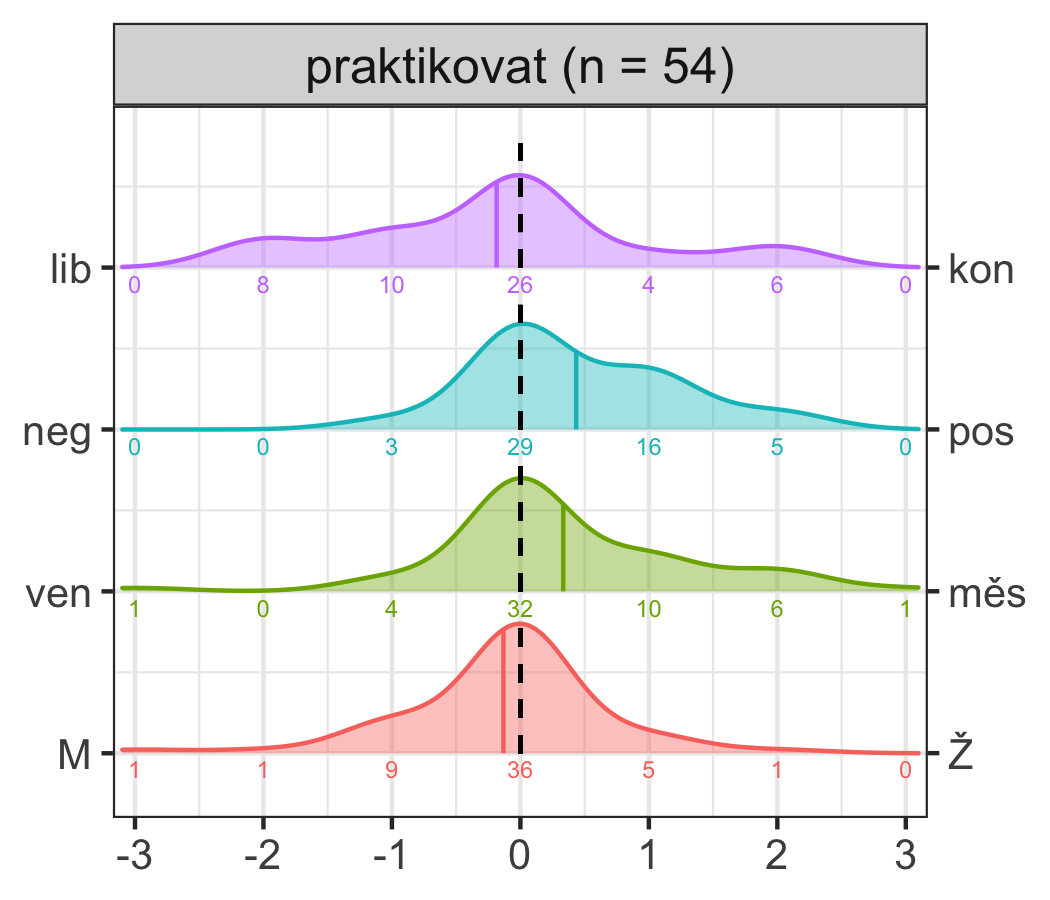 praktikovat (n = 54)
lib kon
0 8 10 26 4 6 0
neg pos
0 0 3 29 16 5 0
ven měs
1 0 4 32 10 6 1
M Ž
1 1 9 36 5 1 0
-3 -2 -1 0 1 2 3